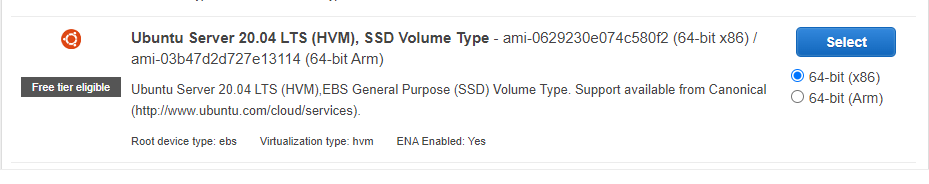 Ubuntu Server 20.04 LTS (HVM), SSD Volume Type - ami-0629230e074c580f2 (64-bit x86) /
ami-03b47d2d727e13114 (64-bit Arm)
Select
Free tier eligible
Ubuntu Server 20.04 LTS (HVM),EBS General Purpose (SSD) Volume Type. Support available from Canonical
(http://www.ubuntu.com/cloud/services).
64-bit (x86)
64-bit (Arm)
Root device type: ebs Virtualization type: hvm ENA Enabled: Yes